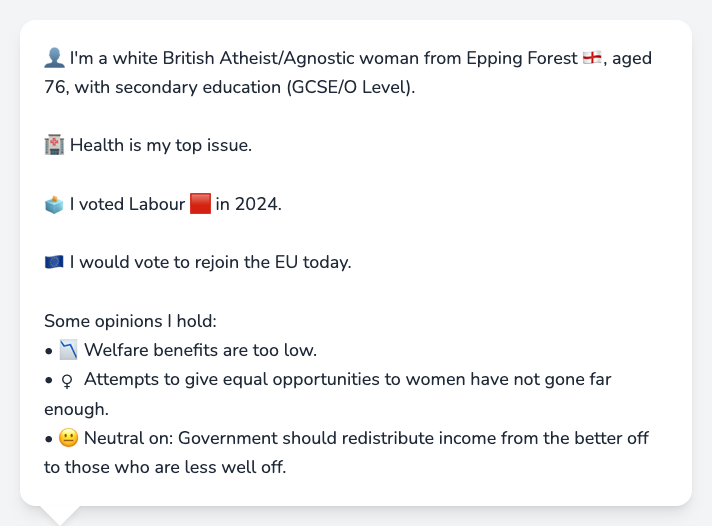 👤 I'm a white British Atheist/Agnostic woman from Epping Forest 🏴󠁧󠁢󠁥󠁮󠁧󠁿, aged
76, with secondary education (GCSE/O Level).
🏥 Health is my top issue.
🗳️ I voted Labour 🟥 in 2024.
🇪🇺 I would vote to rejoin the EU today.
Some opinions I hold:
• 📉 Welfare benefits are too low.
• ♀ Attempts to give equal opportunities to women have not gone far
enough.
• 😐 Neutral on: Government should redistribute income from the better off
to those who are less well off.